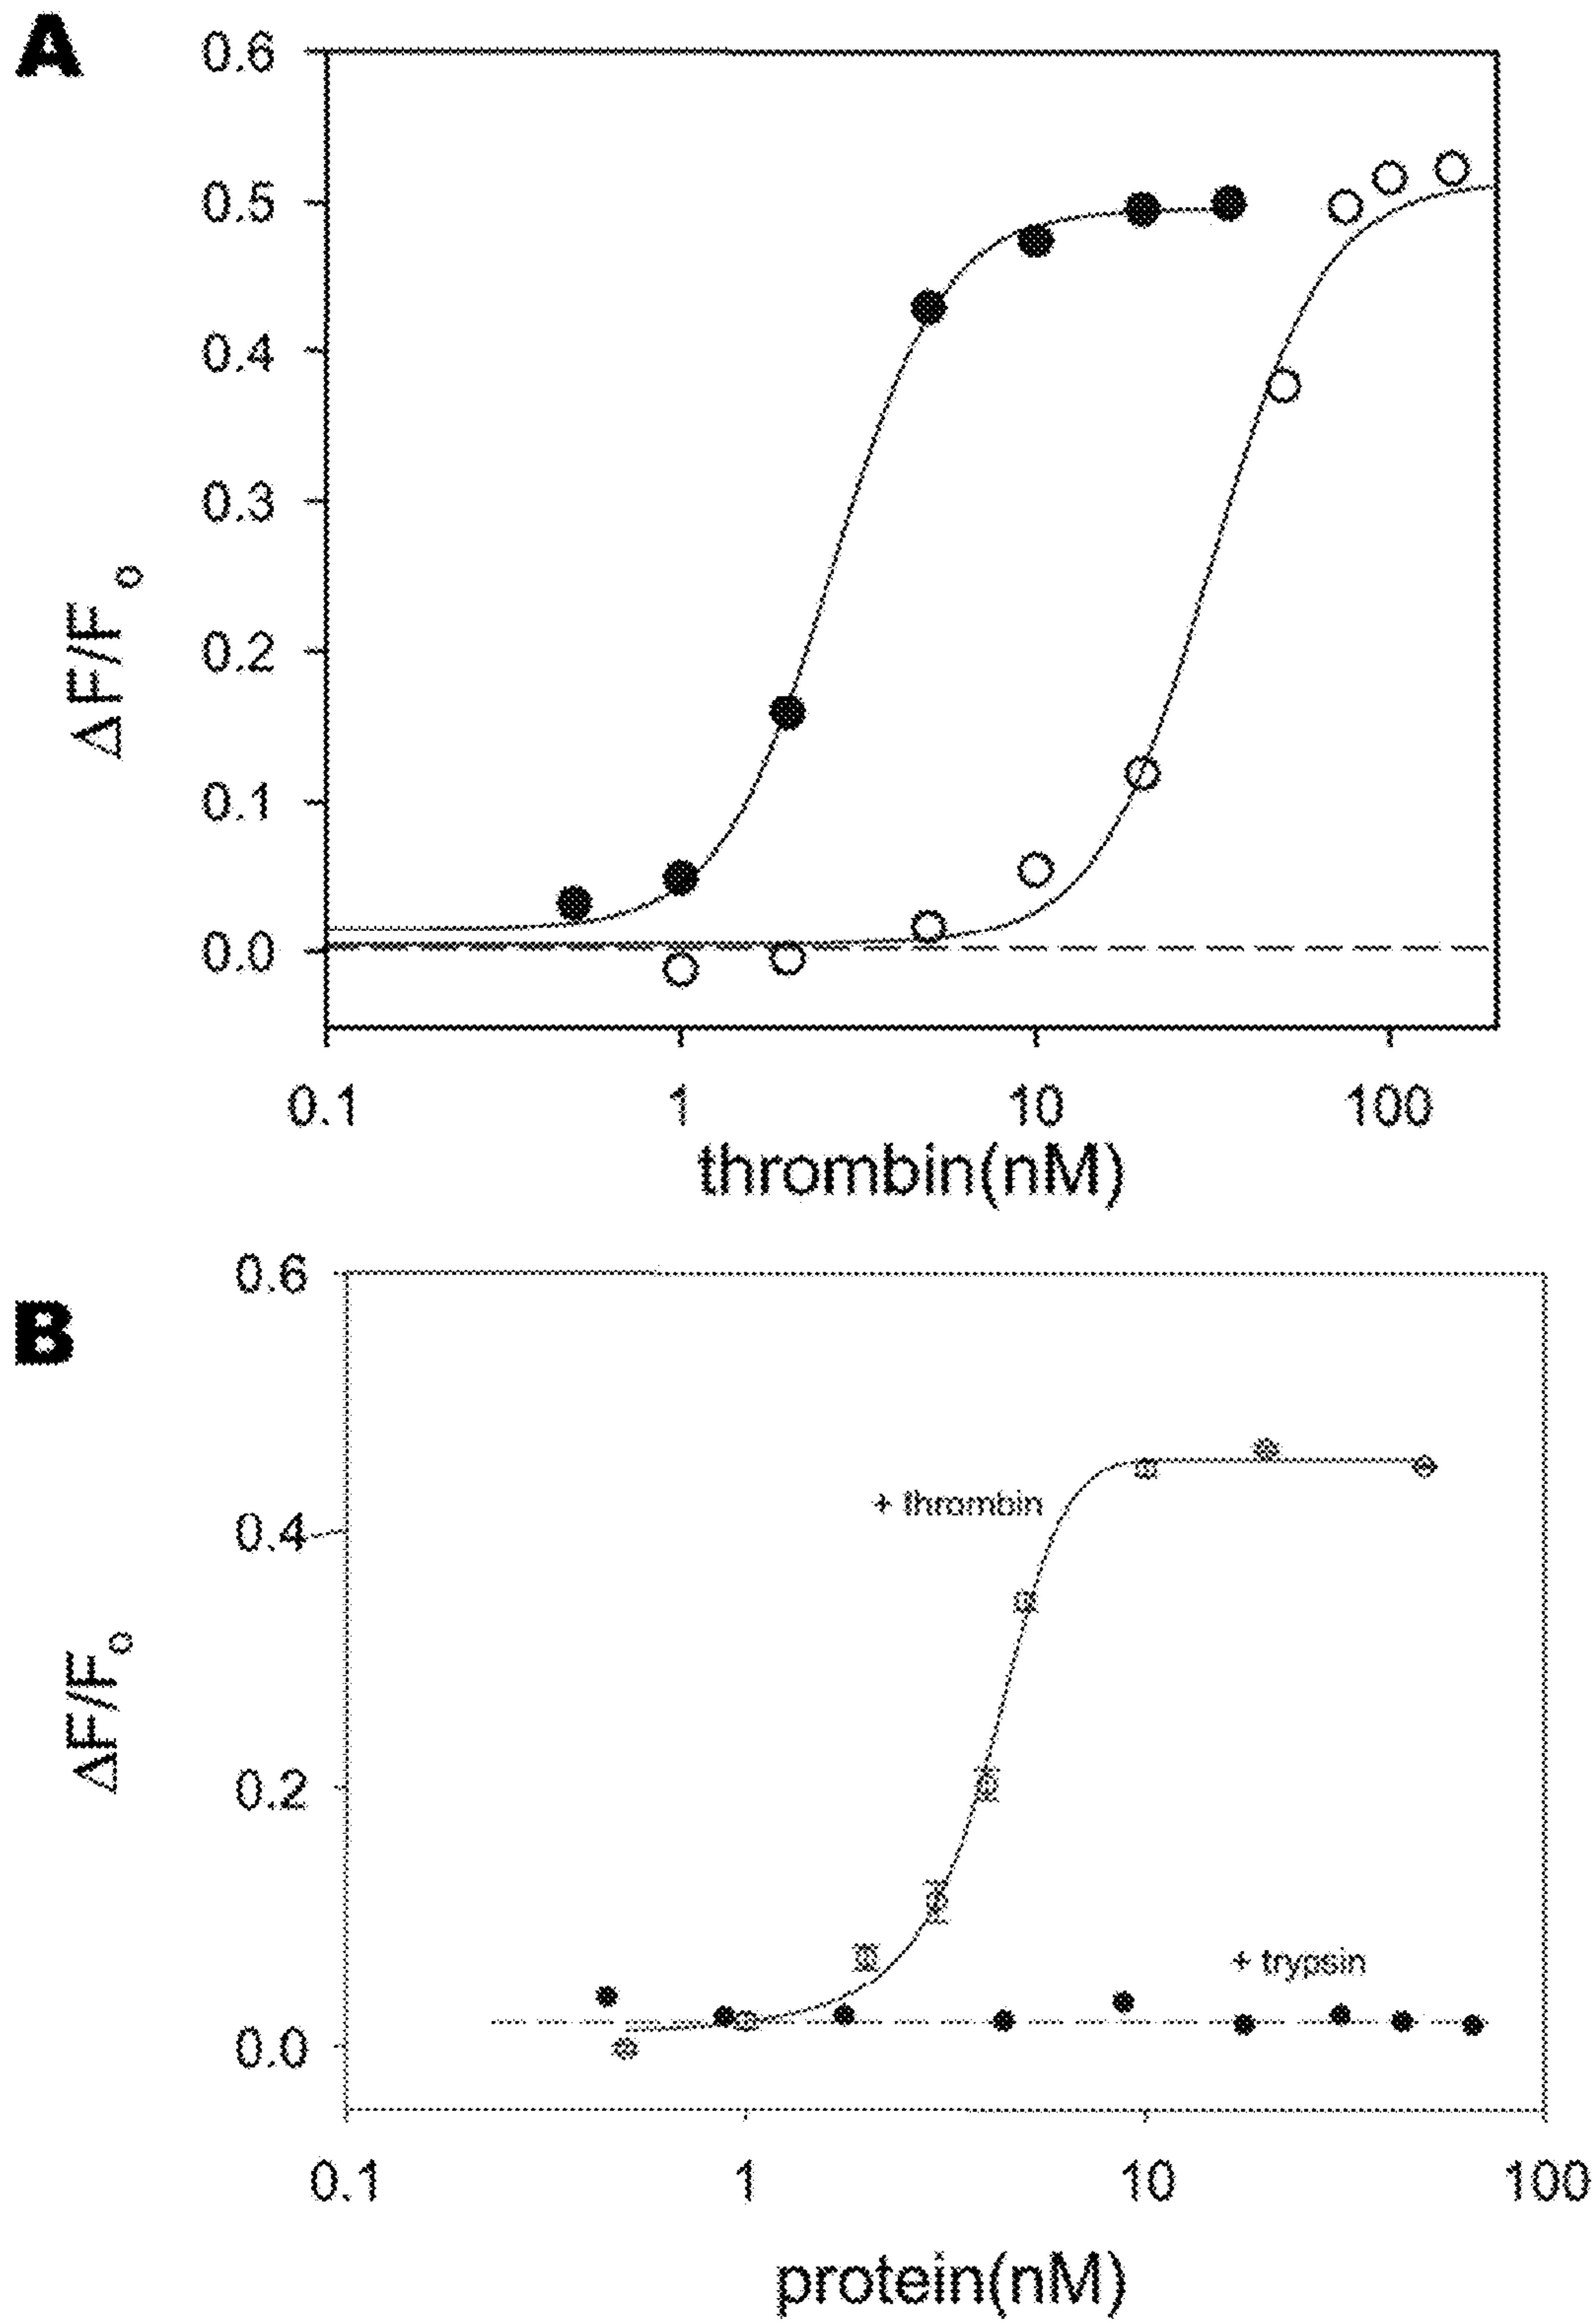 A
0.6
0.5
0.4
0.3
0.2
0.1
0.0
ΔF/Fo
0.1 1 10 100
thrombin(nM)
B
0.6
0.4
0.2
0.0
ΔF/Fo
+ thrombin
+ trypsin
0.1 1 10 100
protein(nM)